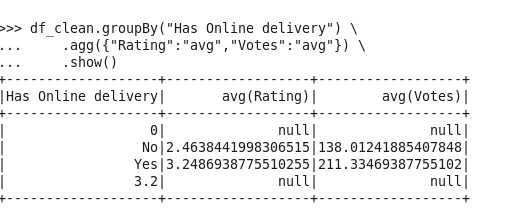 >>> df_clean.groupBy("Has Online delivery") \
...     .agg({"Rating":"avg","Votes":"avg"}) \
...     .show()
+-------------------+------------------+------------------+
|Has Online delivery|       avg(Rating)|        avg(Votes)|
+-------------------+------------------+------------------+
|                  0|              null|              null|
|                 No|2.4638441998306515|138.01241885407848|
|                Yes|3.2486938775510255|211.33469387755102|
|                3.2|              null|              null|
+-------------------+------------------+------------------+